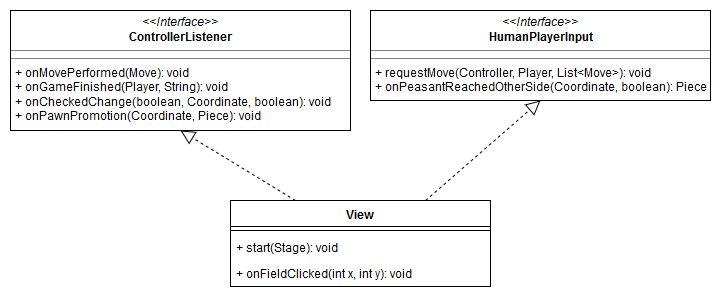 <<Interface>>
ControllerListener
+ onMovePerformed(Move): void
+ onGameFinished(Player, String): void
+ onCheckedChange(boolean, Coordinate, boolean): void
+ onPawnPromotion(Coordinate, Piece): void
<<Interface>>
HumanPlayerInput
+ requestMove(Controller, Player, List<Move>): void
+ onPeasantReachedOtherSide(Coordinate, boolean): Piece
View
+ start(Stage): void
+ onFieldClicked(int x, int y): void